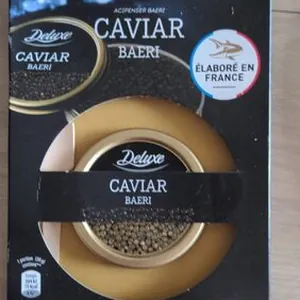 ACIPENSER BAERI
CAVIAR
BAERI
Deluxe
CAVIAR
BAERI
ÉLABORÉ EN
FRANCE
Deluxe
CAVIAR
BAERI